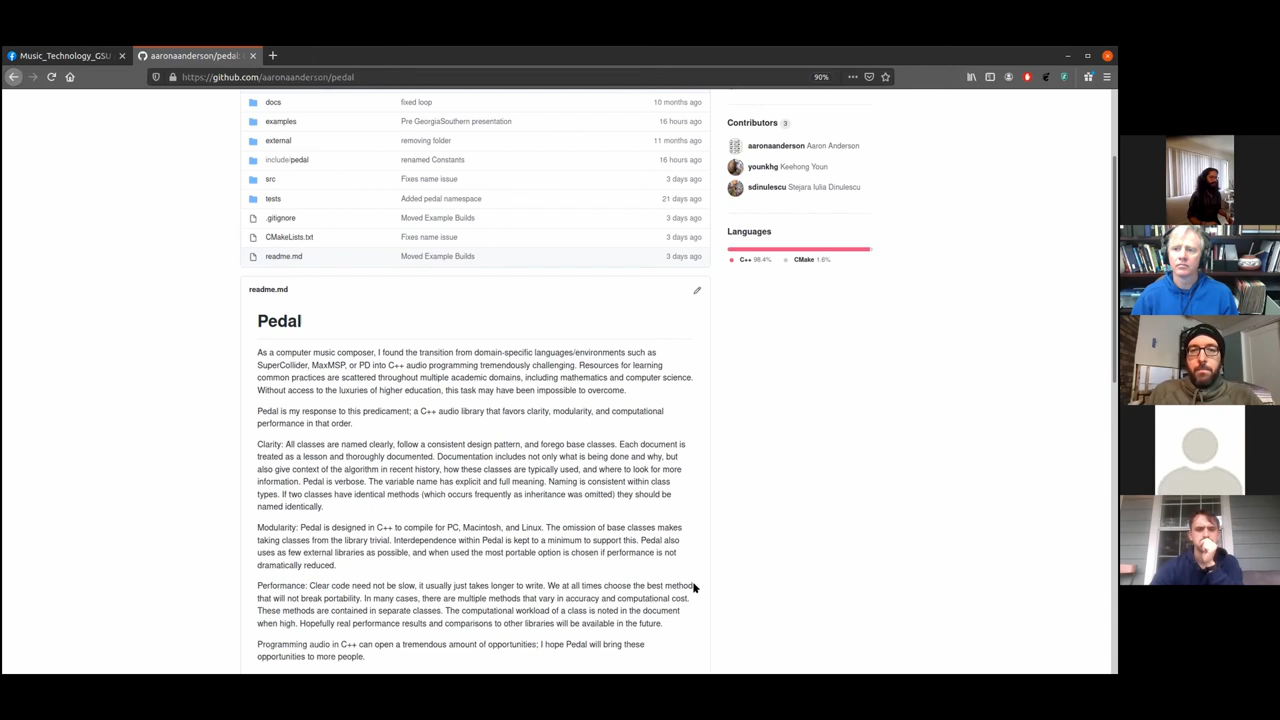 Music_Technology_GSU
aaronaanderson/pedal:
https://github.com/aaronaanderson/pedal
90%
docs fixed loop 10 months ago
examples Pre GeorgiaSouthern presentation 16 hours ago
external removing folder 11 months ago
include/pedal renamed Constants 16 hours ago
src Fixes name issue 3 days ago
tests Added pedal namespace 21 days ago
.gitignore Moved Example Builds 3 days ago
CMakeLists.txt Fixes name issue 3 days ago
readme.md Moved Example Builds 3 days ago
readme.md
Pedal
As a computer music composer, I found the transition from domain-specific languages/environments such as
SuperCollider, MaxMSP, or PD into C++ audio programming tremendously challenging. Resources for learning
common practices are scattered throughout multiple academic domains, including mathematics and computer science.
Without access to the luxuries of higher education, this task may have been impossible to overcome.
Pedal is my response to this predicament; a C++ audio library that favors clarity, modularity, and computational
performance in that order.
Clarity: All classes are named clearly, follow a consistent design pattern, and forego base classes. Each document is
treated as a lesson and thoroughly documented. Documentation includes not only what is being done and why, but
also give context of the algorithm in recent history, how these classes are typically used, and where to look for more
information. Pedal is verbose. The variable name has explicit and full meaning. Naming is consistent within class
types. If two classes have identical methods (which occurs frequently as inheritance was omitted) they should be
named identically.
Modularity: Pedal is designed in C++ to compile for PC, Macintosh, and Linux. The omission of base classes makes
taking classes from the library trivial. Interdependence within Pedal is kept to a minimum to support this. Pedal also
uses as few external libraries as possible, and when used the most portable option is chosen if performance is not
dramatically reduced.
Performance: Clear code need not be slow, it usually just takes longer to write. We at all times choose the best method
that will not break portability. In many cases, there are multiple methods that vary in accuracy and computational cost.
These methods are contained in separate classes. The computational workload of a class is noted in the document
when high. Hopefully real performance results and comparisons to other libraries will be available in the future.
Programming audio in C++ can open a tremendous amount of opportunities; I hope Pedal will bring these
opportunities to more people.
Contributors 3
aaronaanderson Aaron Anderson
younkhg Keehong Youn
sdinulescu Stejara Iulia Dinulescu
Languages
C++ 98.4% CMake 1.6%